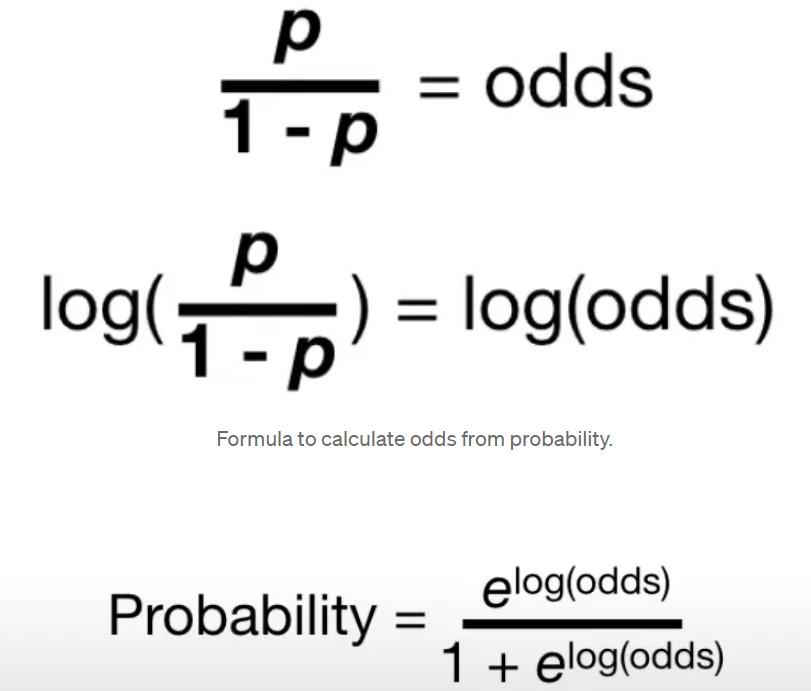 p
1 - p
= odds
log(
p
1 - p
) = log(odds)
Formula to calculate odds from probability.
Probability =
e^log(odds)
1 + e^log(odds)